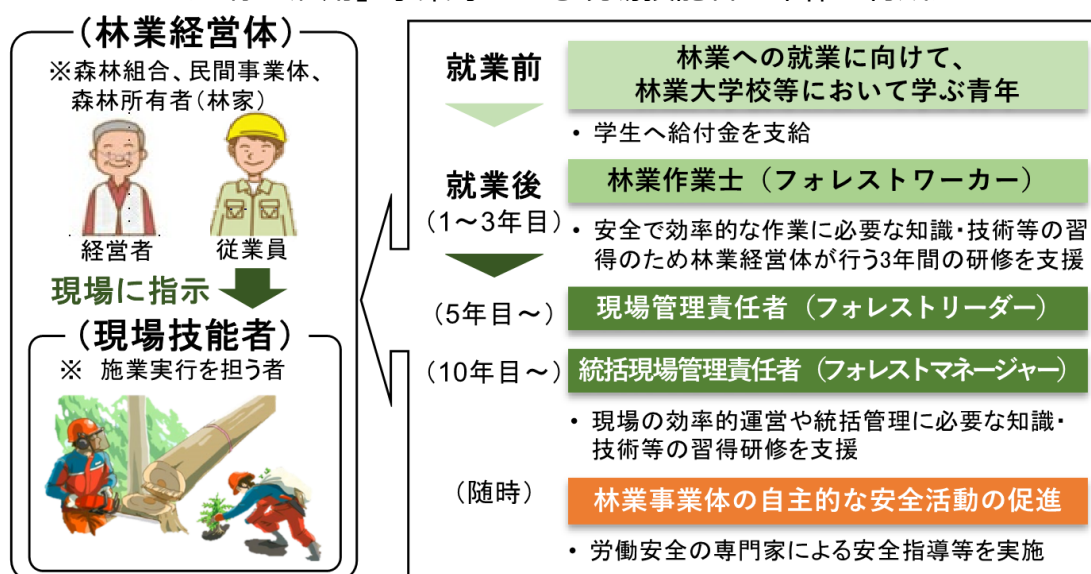 (林業経営体)
※森林組合、民間事業体、
森林所有者(林家)
経営者
従業員
現場に指示
(現場技能者)
※ 施業実行を担う者
就業前
林業への就業に向けて、
林業大学校等において学ぶ青年
・学生へ給付金を支給
就業後
(1~3年目)
林業作業士(フォレストワーカー)
・安全で効率的な作業に必要な知識・技術等の習
得のため林業経営体が行う3年間の研修を支援
(5年目~)
現場管理責任者(フォレストリーダー)
(10年目~)
統括現場管理責任者(フォレストマネージャー)
・現場の効率的運営や統括管理に必要な知識・
技術等の習得研修を支援
(随時)
林業事業体の自主的な安全活動の促進
・労働安全の専門家による安全指導等を実施